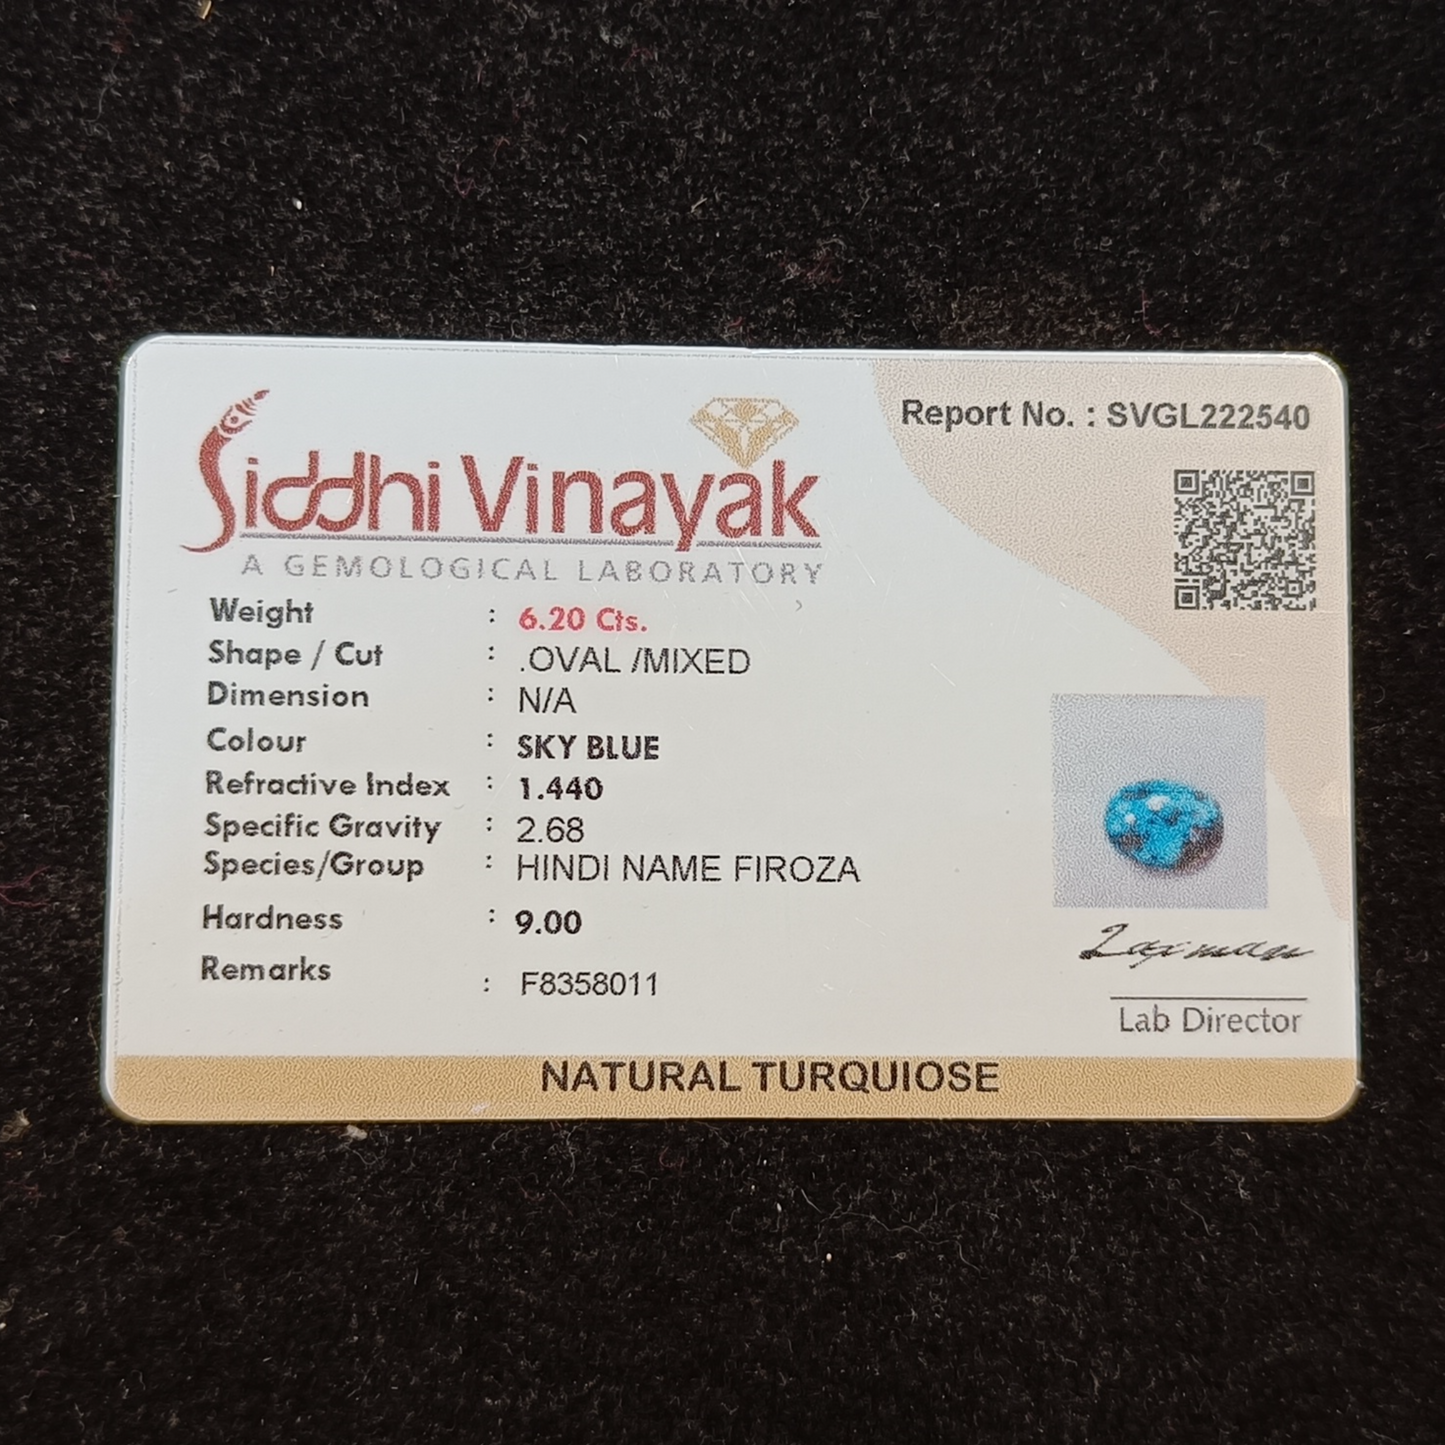 Siddhi Vinayak
A GEMOLOGICAL LABORATORY
Report No. : SVGL222540
Weight : 6.20 Cts.
Shape / Cut : .OVAL /MIXED
Dimension : N/A
Colour : SKY BLUE
Refractive Index : 1.440
Specific Gravity : 2.68
Species/Group : HINDI NAME FIROZA
Hardness : 9.00
Remarks : F8358011
Laxman
Lab Director
NATURAL TURQUIOSE